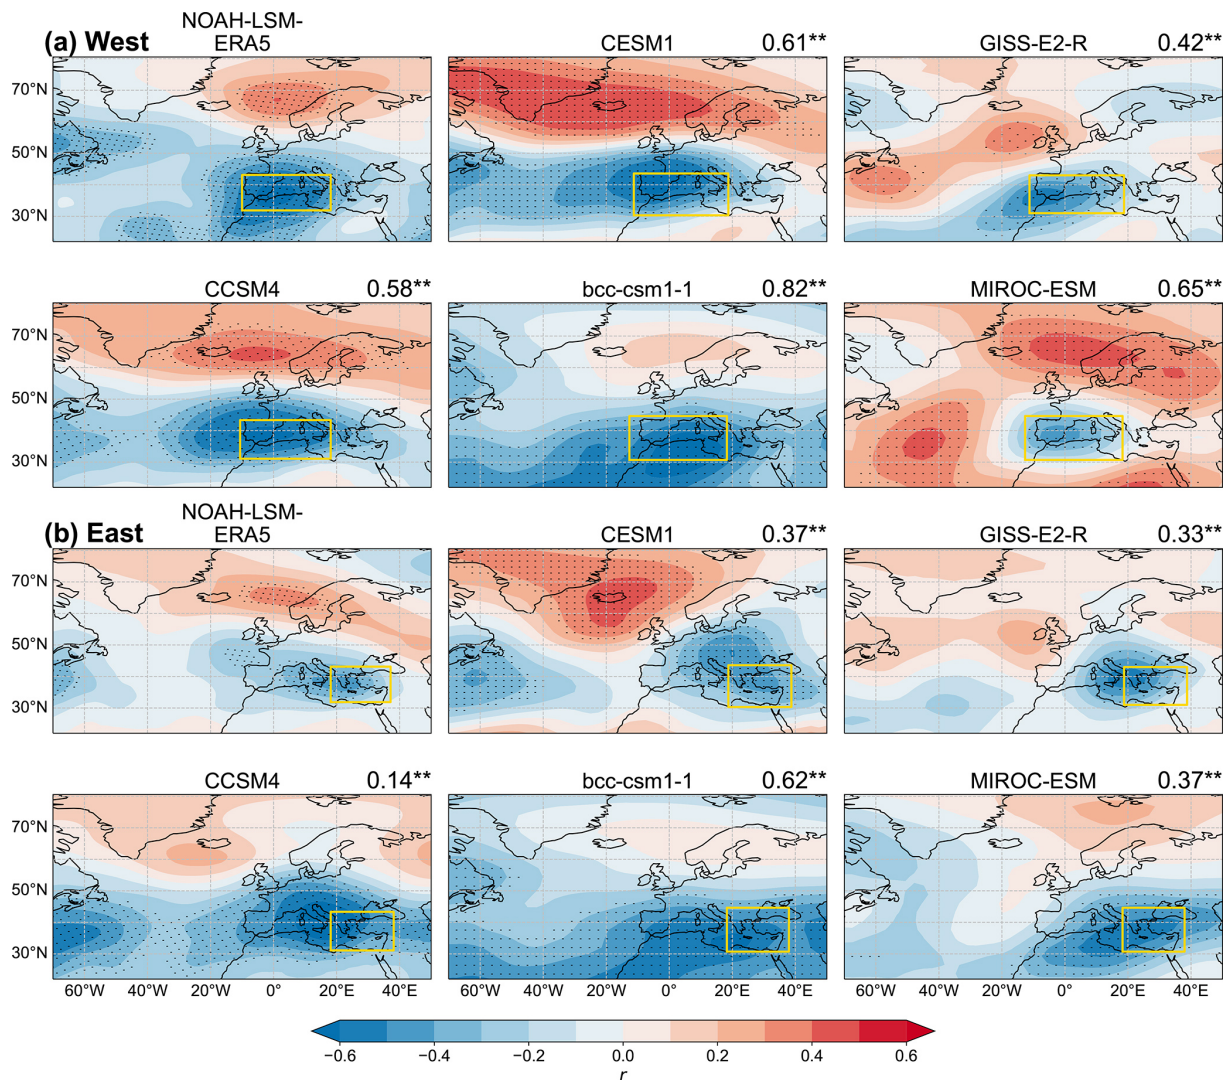 (a) West
NOAH-LSM-
ERA5
CESM1
0.61**
GISS-E2-R
0.42**
70°N
50°N
30°N
CCSM4
0.58**
bcc-csm1-1
0.82**
MIROC-ESM
0.65**
70°N
50°N
30°N
(b) East
NOAH-LSM-
ERA5
CESM1
0.37**
GISS-E2-R
0.33**
70°N
50°N
30°N
CCSM4
0.14**
bcc-csm1-1
0.62**
MIROC-ESM
0.37**
70°N
50°N
30°N
60°W 40°W 20°W 0° 20°E 40°E
60°W 40°W 20°W 0° 20°E 40°E
60°W 40°W 20°W 0° 20°E 40°E
−0.6 −0.4 −0.2 0.0 0.2 0.4 0.6
r